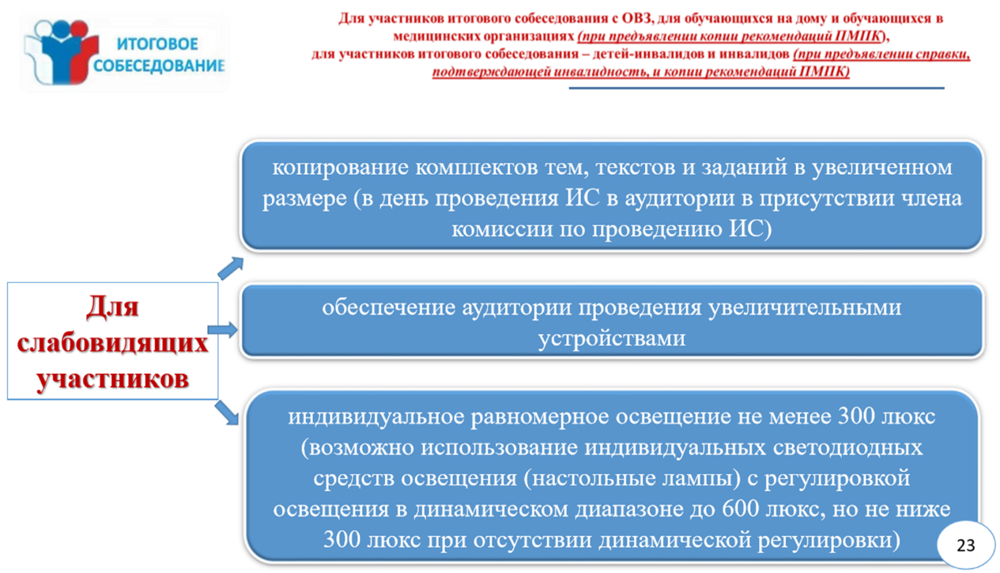 ИТОГОВОЕ
СОБЕСЕДОВАНИЕ
Для участников итогового собеседования с ОВЗ, для обучающихся на дому и обучающихся в
медицинских организациях (при предъявлении копии рекомендаций ПМПК),
для участников итогового собеседования – детей-инвалидов и инвалидов (при предъявлении справки,
подтверждающей инвалидность, и копии рекомендаций ПМПК)
Для
слабовидящих
участников
копирование комплектов тем, текстов и заданий в увеличенном
размере (в день проведения ИС в аудитории в присутствии члена
комиссии по проведению ИС)
обеспечение аудитории проведения увеличительными
устройствами
индивидуальное равномерное освещение не менее 300 люкс
(возможно использование индивидуальных светодиодных
средств освещения (настольные лампы) с регулировкой
освещения в динамическом диапазоне до 600 люкс, но не ниже
300 люкс при отсутствии динамической регулировки)
23